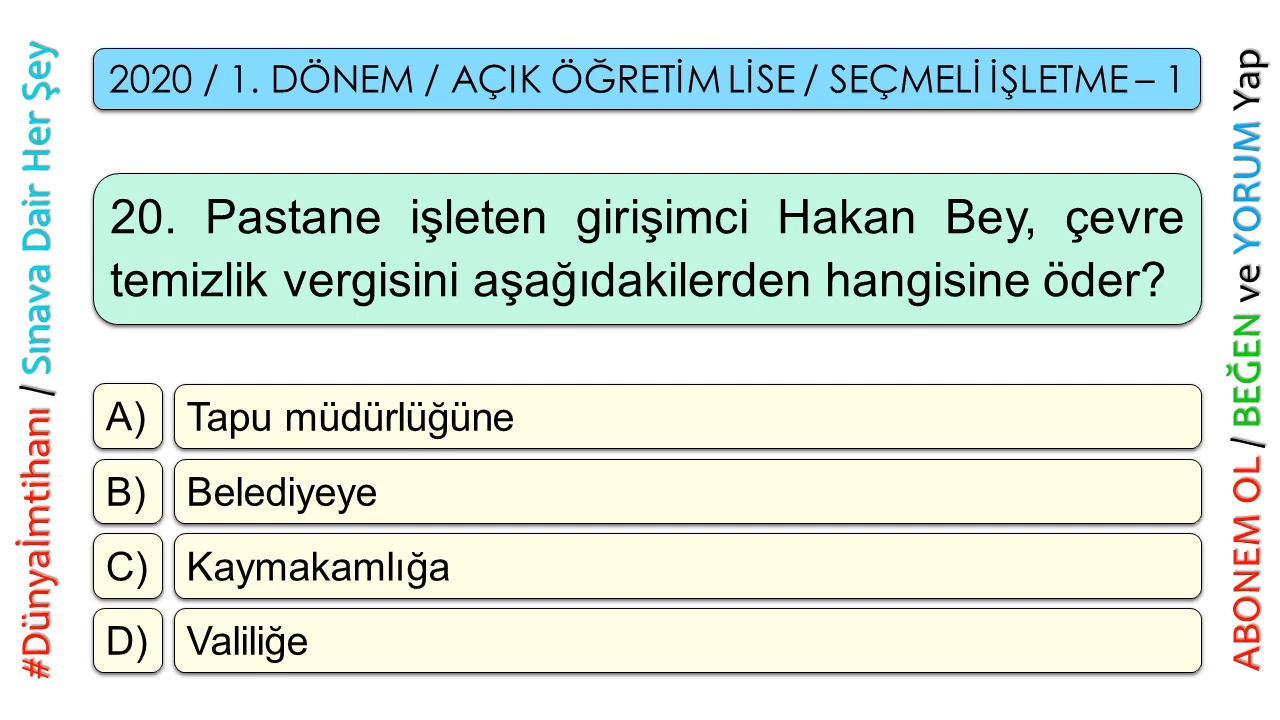 2020 / 1. DÖNEM / AÇIK ÖĞRETİM LİSE / SEÇMELİ İŞLETME – 1
20. Pastane işleten girişimci Hakan Bey, çevre
temizlik vergisini aşağıdakilerden hangisine öder?
A) Tapu müdürlüğüne
B) Belediyeye
C) Kaymakamlığa
D) Valiliğe
#Dünyaİmtihanı / Sınava Dair Her Şey
ABONEM OL / BEĞEN ve YORUM Yap